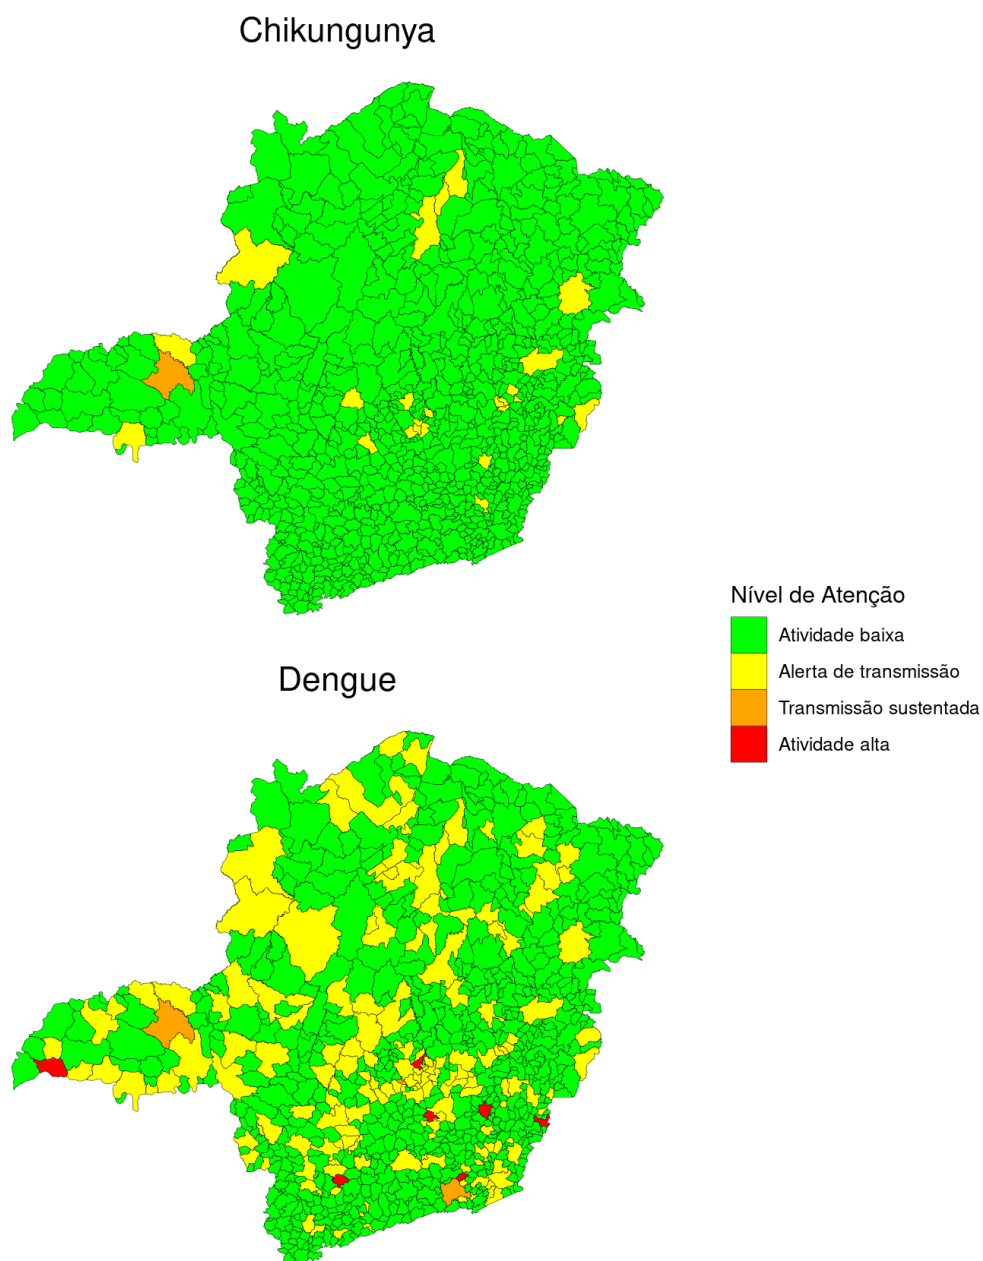 Chikungunya
Nível de Atenção
Atividade baixa
Alerta de transmissão
Transmissão sustentada
Atividade alta
Dengue